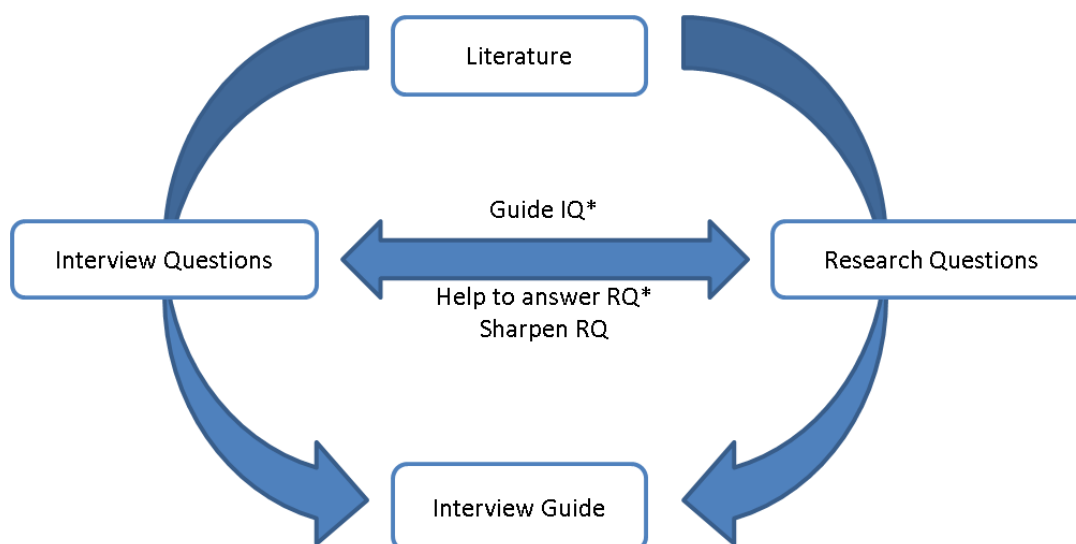 Literature
Guide IQ*
Interview Questions
Research Questions
Help to answer RQ*
Sharpen RQ
Interview Guide